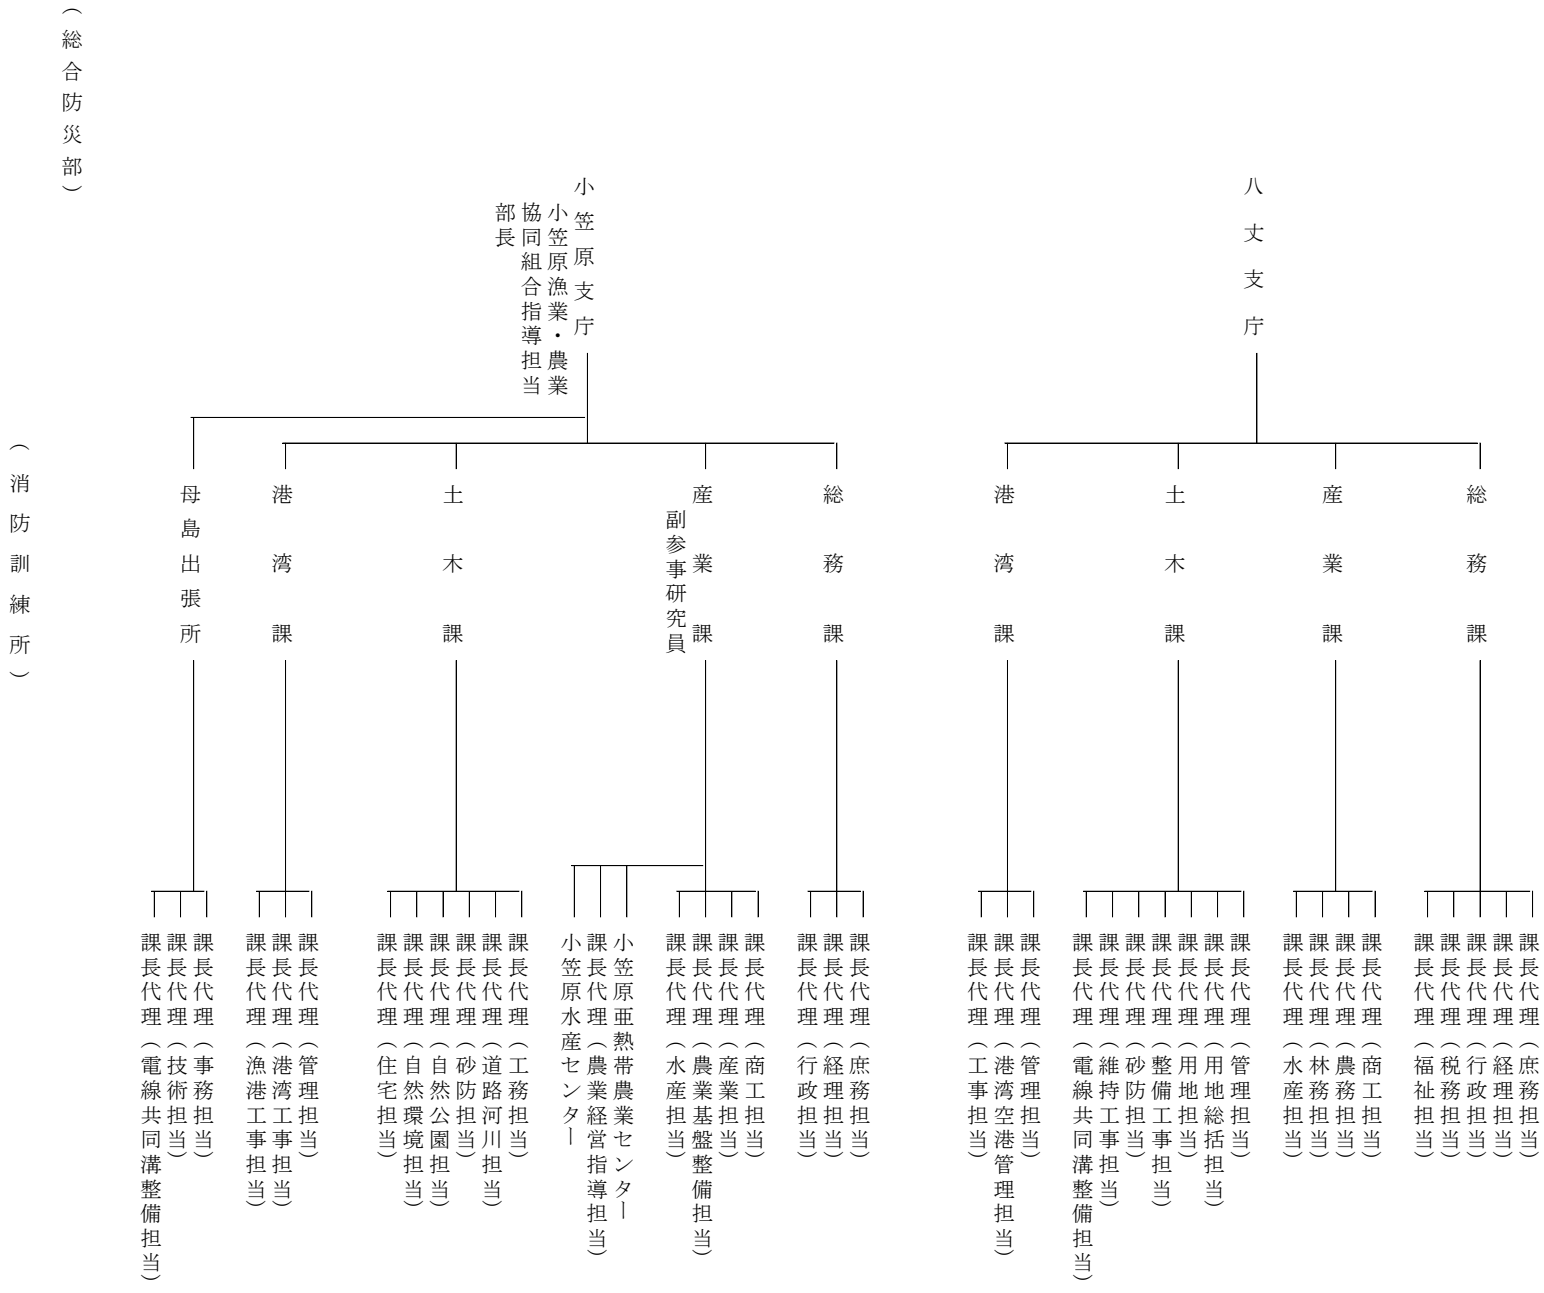 八丈支庁
総務課
課長代理（庶務担当）
課長代理（経理担当）
課長代理（行政担当）
課長代理（税務担当）
課長代理（福祉担当）
産業課
課長代理（商工担当）
課長代理（農務担当）
課長代理（林務担当）
課長代理（水産担当）
土木課
課長代理（管理担当）
課長代理（用地総括担当）
課長代理（用地担当）
課長代理（整備工事担当）
課長代理（砂防担当）
課長代理（維持工事担当）
課長代理（電線共同溝整備担当）
港湾課
課長代理（管理担当）
課長代理（港湾空港管理担当）
課長代理（工事担当）
小笠原支庁
小笠原漁業・農業
協同組合指導担当
部長
総務課
課長代理（庶務担当）
課長代理（経理担当）
課長代理（行政担当）
産業課
副参事研究員
課長代理（商工担当）
課長代理（産業担当）
課長代理（農業基盤整備担当）
課長代理（水産担当）
小笠原亜熱帯農業センター
課長代理（農業経営指導担当）
小笠原水産センター
土木課
課長代理（工務担当）
課長代理（道路河川担当）
課長代理（砂防担当）
課長代理（自然公園担当）
課長代理（自然環境担当）
課長代理（住宅担当）
港湾課
課長代理（管理担当）
課長代理（港湾工事担当）
課長代理（漁港工事担当）
母島出張所
課長代理（事務担当）
課長代理（技術担当）
課長代理（電線共同溝整備担当）
（総合防災部）
（消防訓練所）